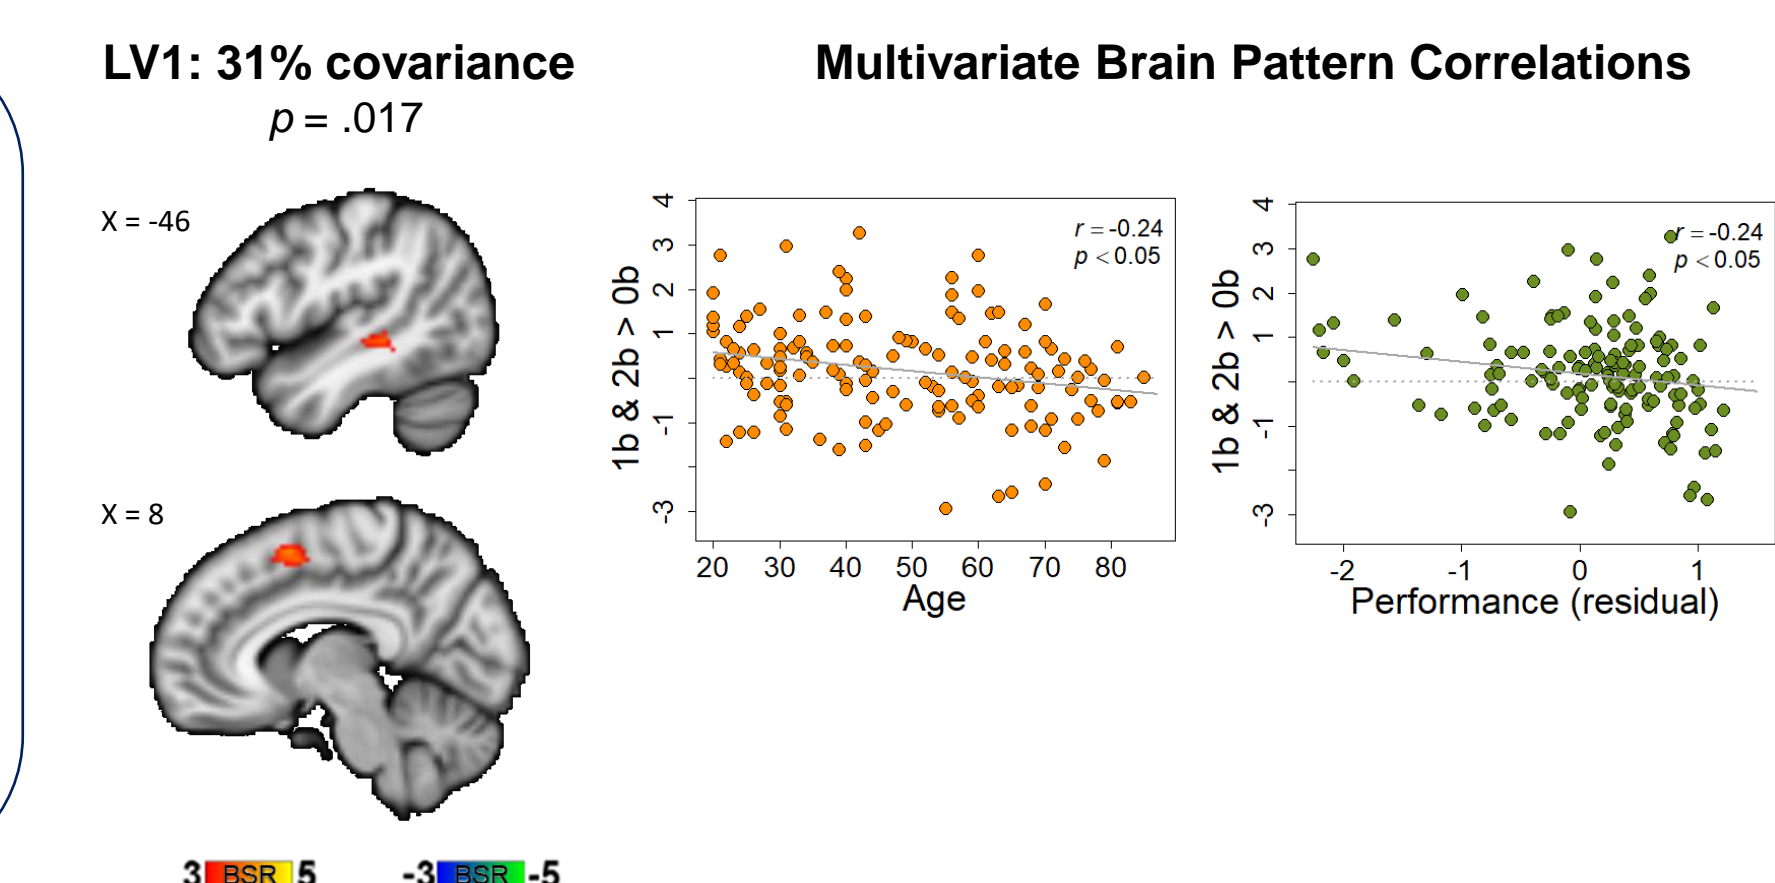 LV1: 31% covariance
p = .017
X = -46
X = 8
3 BSR 5
-3 BSR -5
Multivariate Brain Pattern Correlations
1b & 2b > 0b
4
3
2
1
-1
-3
r = -0.24
p < 0.05
20 30 40 50 60 70 80
Age
1b & 2b > 0b
4
3
2
1
-1
-3
r = -0.24
p < 0.05
-2 -1 0 1
Performance (residual)